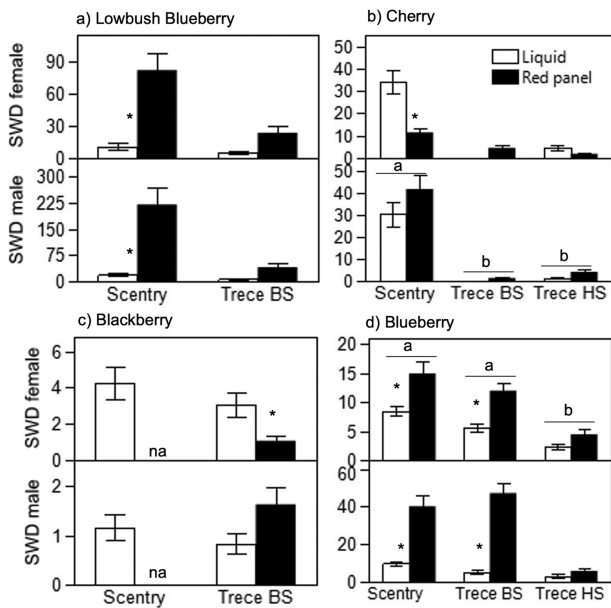 a) Lowbush Blueberry
SWD female
90
60
30
0
*
SWD male
300
225
150
75
0
*
Scentry Trece BS
b) Cherry
50
40
30
20
10
0
Liquid
Red panel
*
50
40
30
20
10
0
a
b
b
Scentry Trece BS Trece HS
c) Blackberry
SWD female
6
4
2
0
na
*
SWD male
2
1
0
na
Scentry Trece BS
d) Blueberry
20
15
10
5
0
a
a
b
*
*
60
40
20
0
*
*
Scentry Trece BS Trece HS